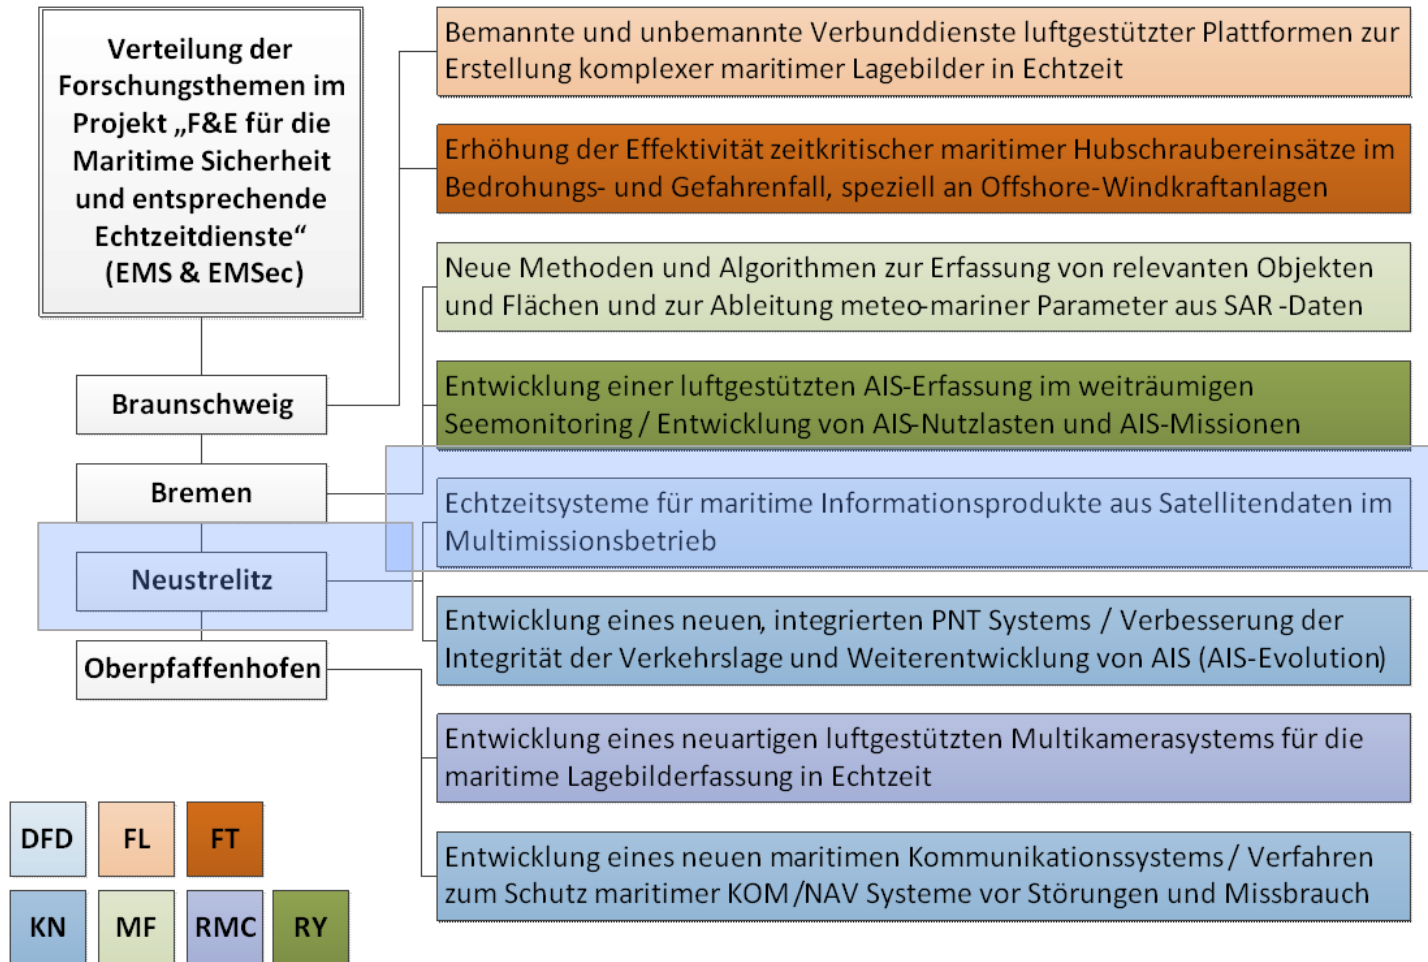 Verteilung der
Forschungsthemen im
Projekt „F&E für die
Maritime Sicherheit
und entsprechende
Echtzeitdienste“
(EMS & EMSec)
Braunschweig
Bremen
Neustrelitz
Oberpfaffenhofen
Bemannte und unbemannte Verbunddienste luftgestützter Plattformen zur
Erstellung komplexer maritimer Lagebilder in Echtzeit
Erhöhung der Effektivität zeitkritischer maritimer Hubschraubereinsätze im
Bedrohungs- und Gefahrenfall, speziell an Offshore-Windkraftanlagen
Neue Methoden und Algorithmen zur Erfassung von relevanten Objekten
und Flächen und zur Ableitung meteo-mariner Parameter aus SAR-Daten
Entwicklung einer luftgestützten AIS-Erfassung im weiträumigen
Seemonitoring / Entwicklung von AIS-Nutzlasten und AIS-Missionen
Echtzeitsysteme für maritime Informationsprodukte aus Satellitendaten im
Multimissionsbetrieb
Entwicklung eines neuen, integrierten PNT Systems / Verbesserung der
Integrität der Verkehrslage und Weiterentwicklung von AIS (AIS-Evolution)
Entwicklung eines neuartigen luftgestützten Multikamerasystems für die
maritime Lagebilderfassung in Echtzeit
Entwicklung eines neuen maritimen Kommunikationssystems / Verfahren
zum Schutz maritimer KOM/NAV Systeme vor Störungen und Missbrauch
DFD FL FT
KN MF RMC RY